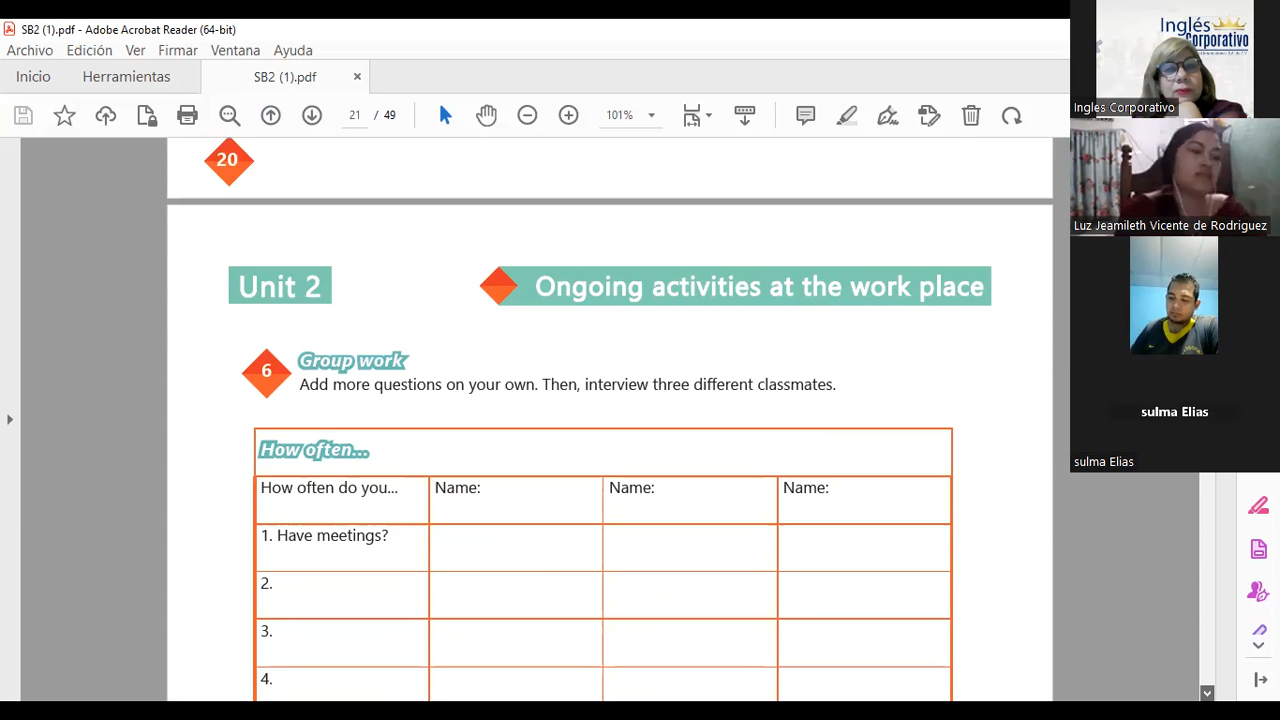 SB2 (1).pdf - Adobe Acrobat Reader (64-bit)
Archivo Edición Ver Firmar Ventana Ayuda
Inicio Herramientas SB2 (1).pdf ×
21 / 49 101%
20
Unit 2 Ongoing activities at the work place
6 Group work
Add more questions on your own. Then, interview three different classmates.
How often...
How often do you... Name: Name: Name:
1. Have meetings?
2.
3.
4.
Inglés
Corporativo
Ingles Corporativo
Luz Jeamileth Vicente de Rodriguez
sulma Elias
sulma Elias